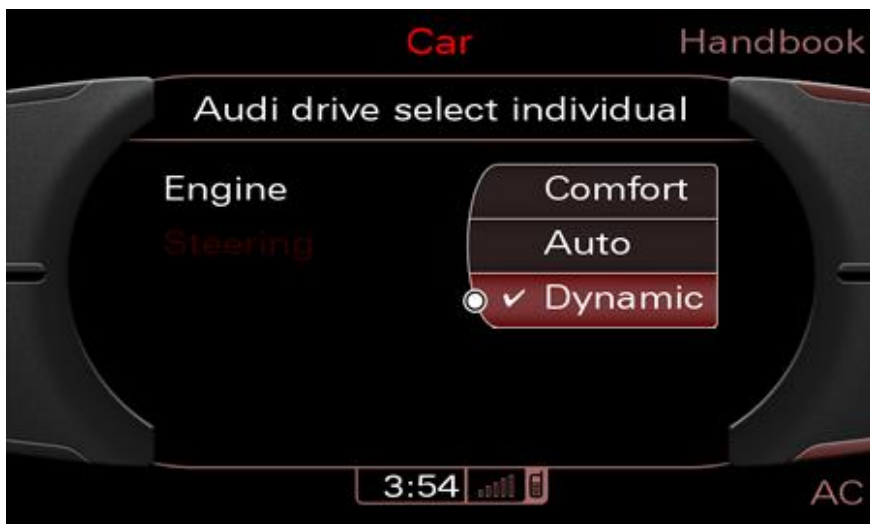 Car Handbook
Audi drive select individual
Engine Comfort
Steering Auto
✔ Dynamic
3:54
AC